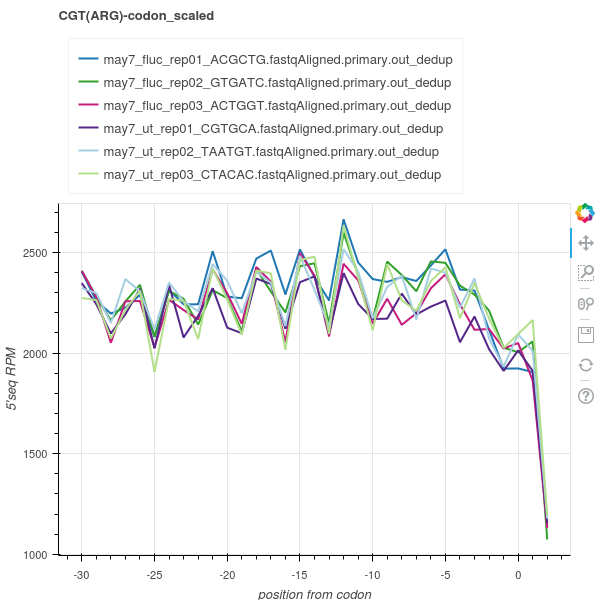 CGT(ARG)-codon_scaled
may7_fluc_rep01_ACGCTG.fastqAligned.primary.out_dedup
may7_fluc_rep02_GTGATC.fastqAligned.primary.out_dedup
may7_fluc_rep03_ACTGGT.fastqAligned.primary.out_dedup
may7_ut_rep01_CGTGCA.fastqAligned.primary.out_dedup
may7_ut_rep02_TAATGT.fastqAligned.primary.out_dedup
may7_ut_rep03_CTACAC.fastqAligned.primary.out_dedup
5'seq RPM
2500
2000
1500
1000
-30 -25 -20 -15 -10 -5 0
position from codon